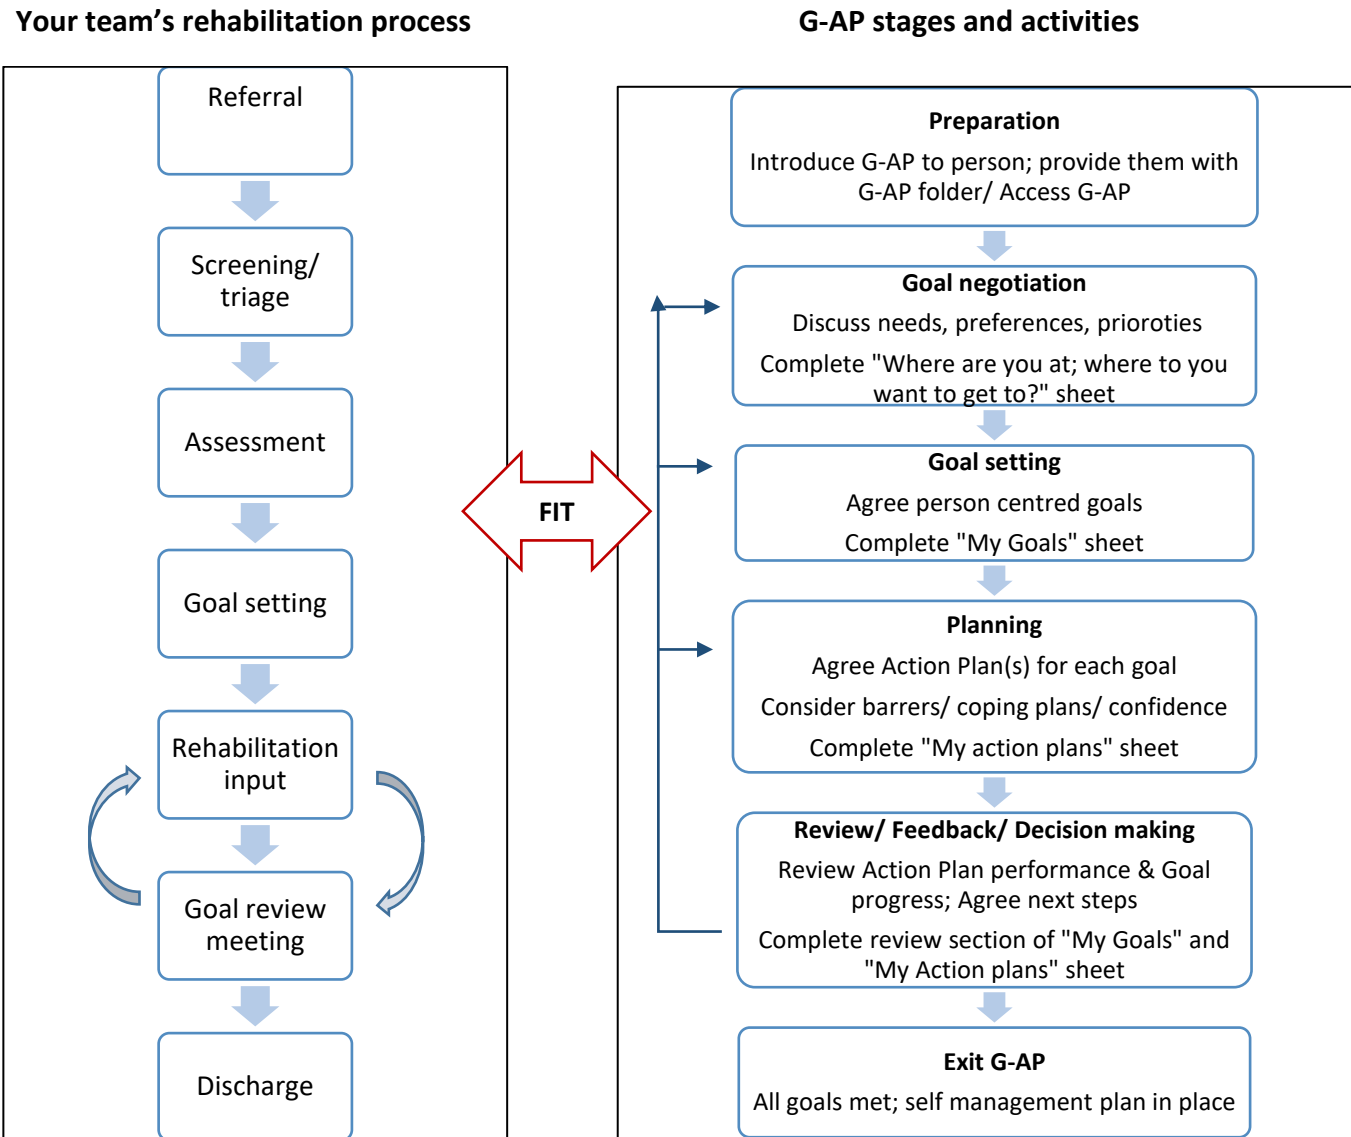 Your team’s rehabilitation process
Referral
Screening/
triage
Assessment
Goal setting
Rehabilitation
input
Goal review
meeting
Discharge
FIT
G-AP stages and activities
Preparation
Introduce G-AP to person; provide them with
G-AP folder/ Access G-AP
Goal negotiation
Discuss needs, preferences, prioroties
Complete "Where are you at; where to you
want to get to?" sheet
Goal setting
Agree person centred goals
Complete "My Goals" sheet
Planning
Agree Action Plan(s) for each goal
Consider barrers/ coping plans/ confidence
Complete "My action plans" sheet
Review/ Feedback/ Decision making
Review Action Plan performance & Goal
progress; Agree next steps
Complete review section of "My Goals" and
"My Action plans" sheet
Exit G-AP
All goals met; self management plan in place